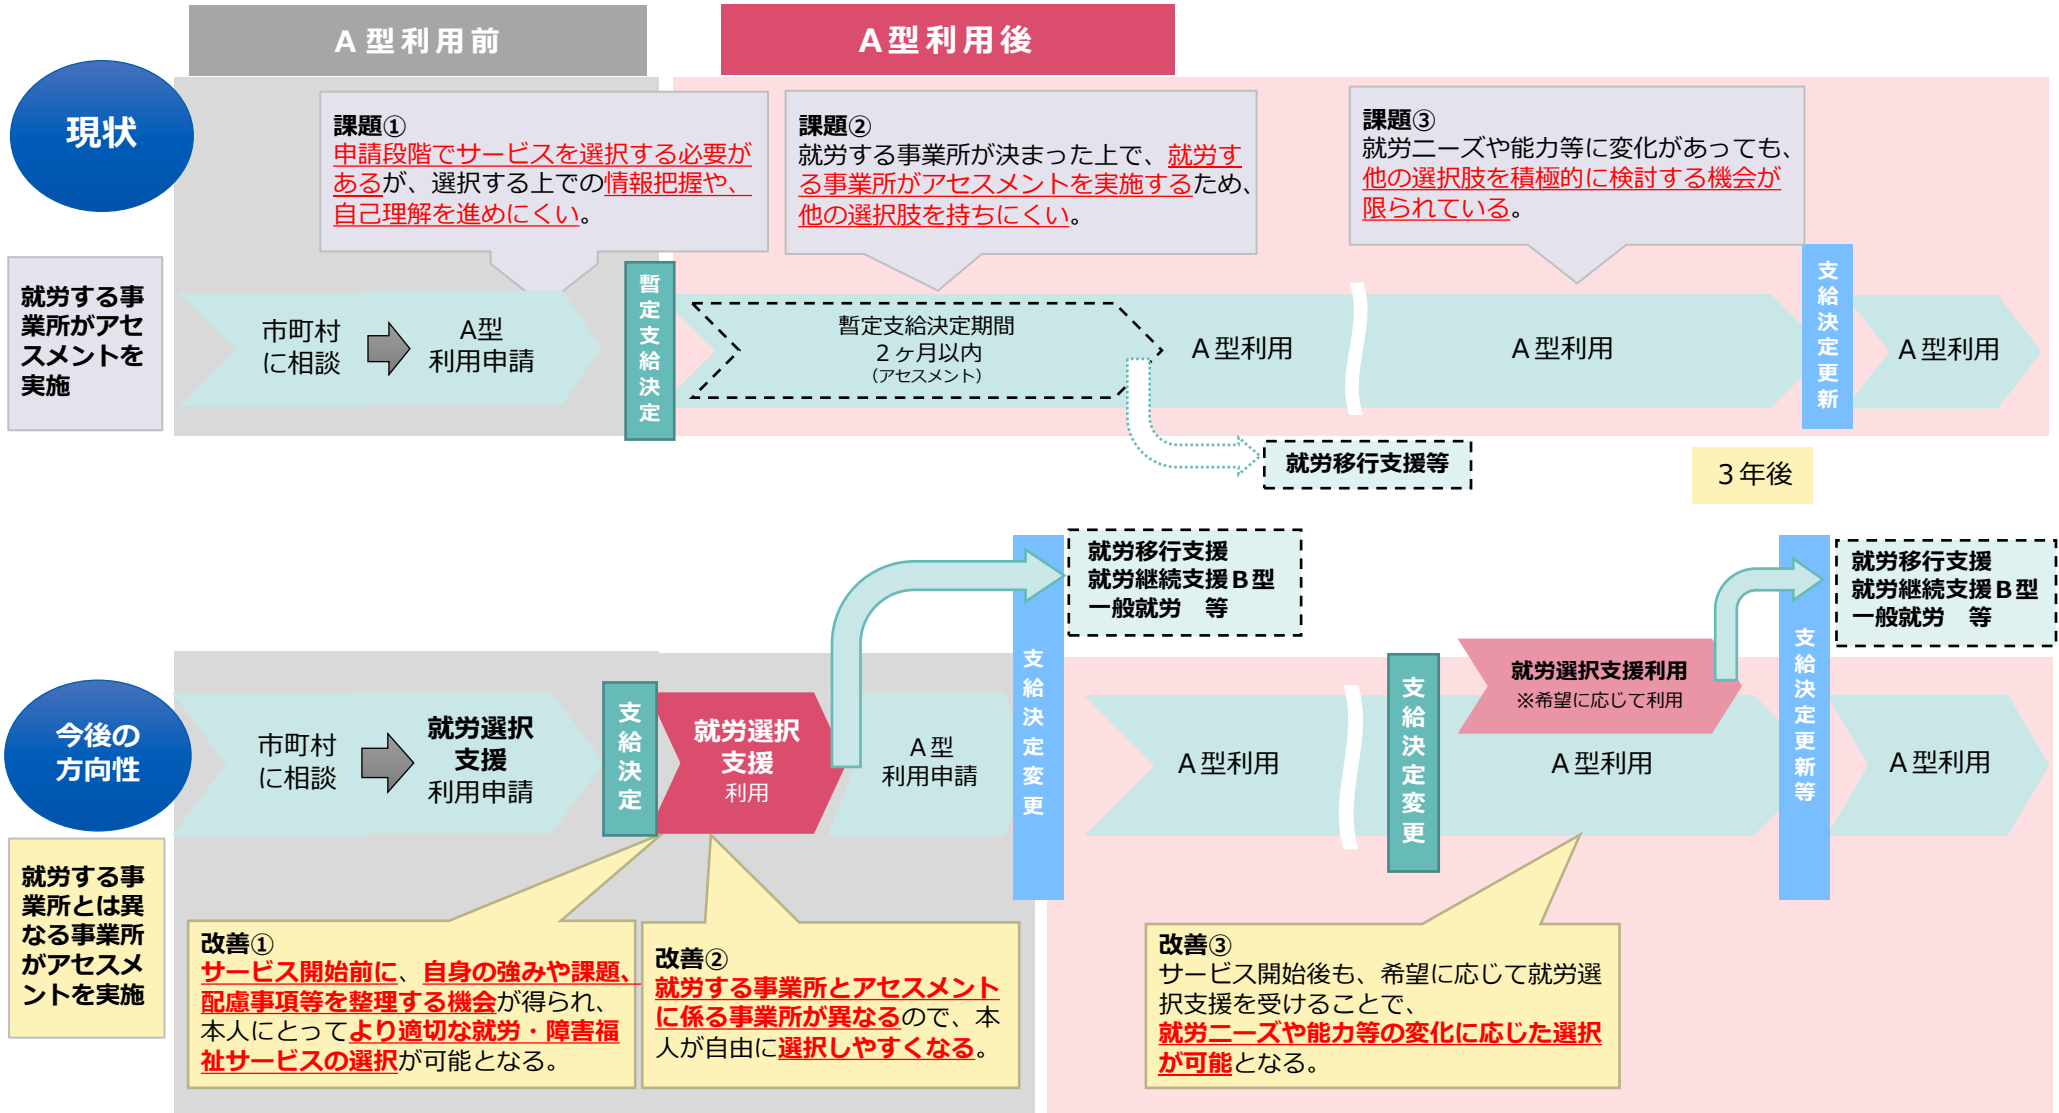 Ａ型利用前
Ａ型利用後
現状
課題①
申請段階でサービスを選択する必要が
あるが、選択する上での情報把握や、
自己理解を進めにくい。
課題②
就労する事業所が決まった上で、就労す
る事業所がアセスメントを実施するため、
他の選択肢を持ちにくい。
課題③
就労ニーズや能力等に変化があっても、
他の選択肢を積極的に検討する機会が
限られている。
就労する事
業所がアセ
スメントを
実施
市町村
に相談
A型
利用申請
暫定支給決定
暫定支給決定期間
２ヶ月以内
（アセスメント）
Ａ型利用
Ａ型利用
支給決定更新
Ａ型利用
就労移行支援等
３年後
就労移行支援
就労継続支援Ｂ型
一般就労　等
就労移行支援
就労継続支援Ｂ型
一般就労　等
今後の
方向性
市町村
に相談
就労選択
支援
利用申請
支給決定
就労選択
支援
利用
Ａ型
利用申請
支給決定変更
Ａ型利用
支給決定変更
就労選択支援利用
※希望に応じて利用
Ａ型利用
支給決定更新等
Ａ型利用
就労する事
業所とは異
なる事業所
がアセスメ
ントを実施
改善①
サービス開始前に、自身の強みや課題、
配慮事項等を整理する機会が得られ、
本人にとってより適切な就労・障害福
祉サービスの選択が可能となる。
改善②
就労する事業所とアセスメント
に係る事業所が異なるので、本
人が自由に選択しやすくなる。
改善③
サービス開始後も、希望に応じて就労選
択支援を受けることで、
就労ニーズや能力等の変化に応じた選択
が可能となる。